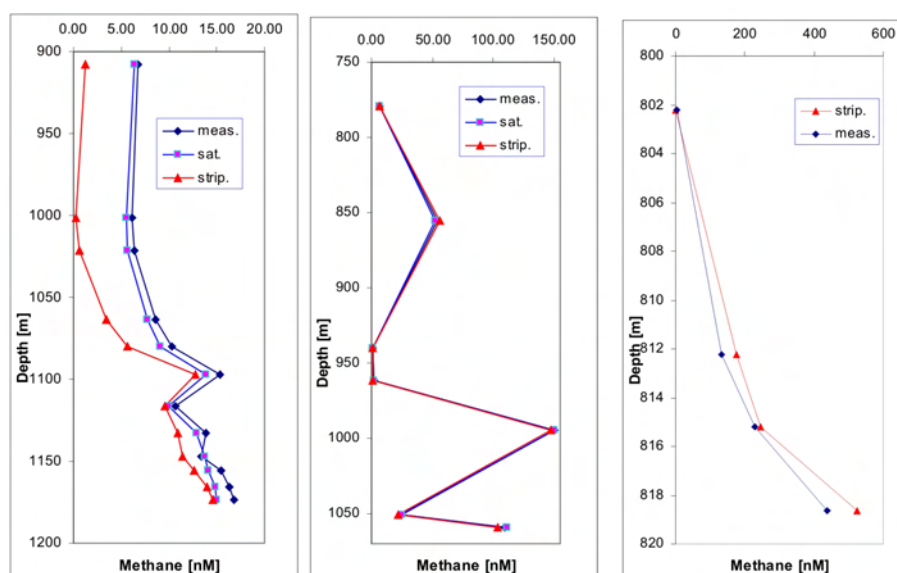 0.00 5.00 10.00 15.00 20.00
900
950
1000
1050
1100
1150
1200
Depth [m]
meas.
sat.
strip.
Methane [nM]
0.00 50.00 100.00 150.00
750
800
850
900
950
1000
1050
Depth [m]
meas.
sat.
strip.
Methane [nM]
0 200 400 600
800
802
804
806
808
810
812
814
816
818
820
Depth [m]
strip.
meas.
Methane [nM]